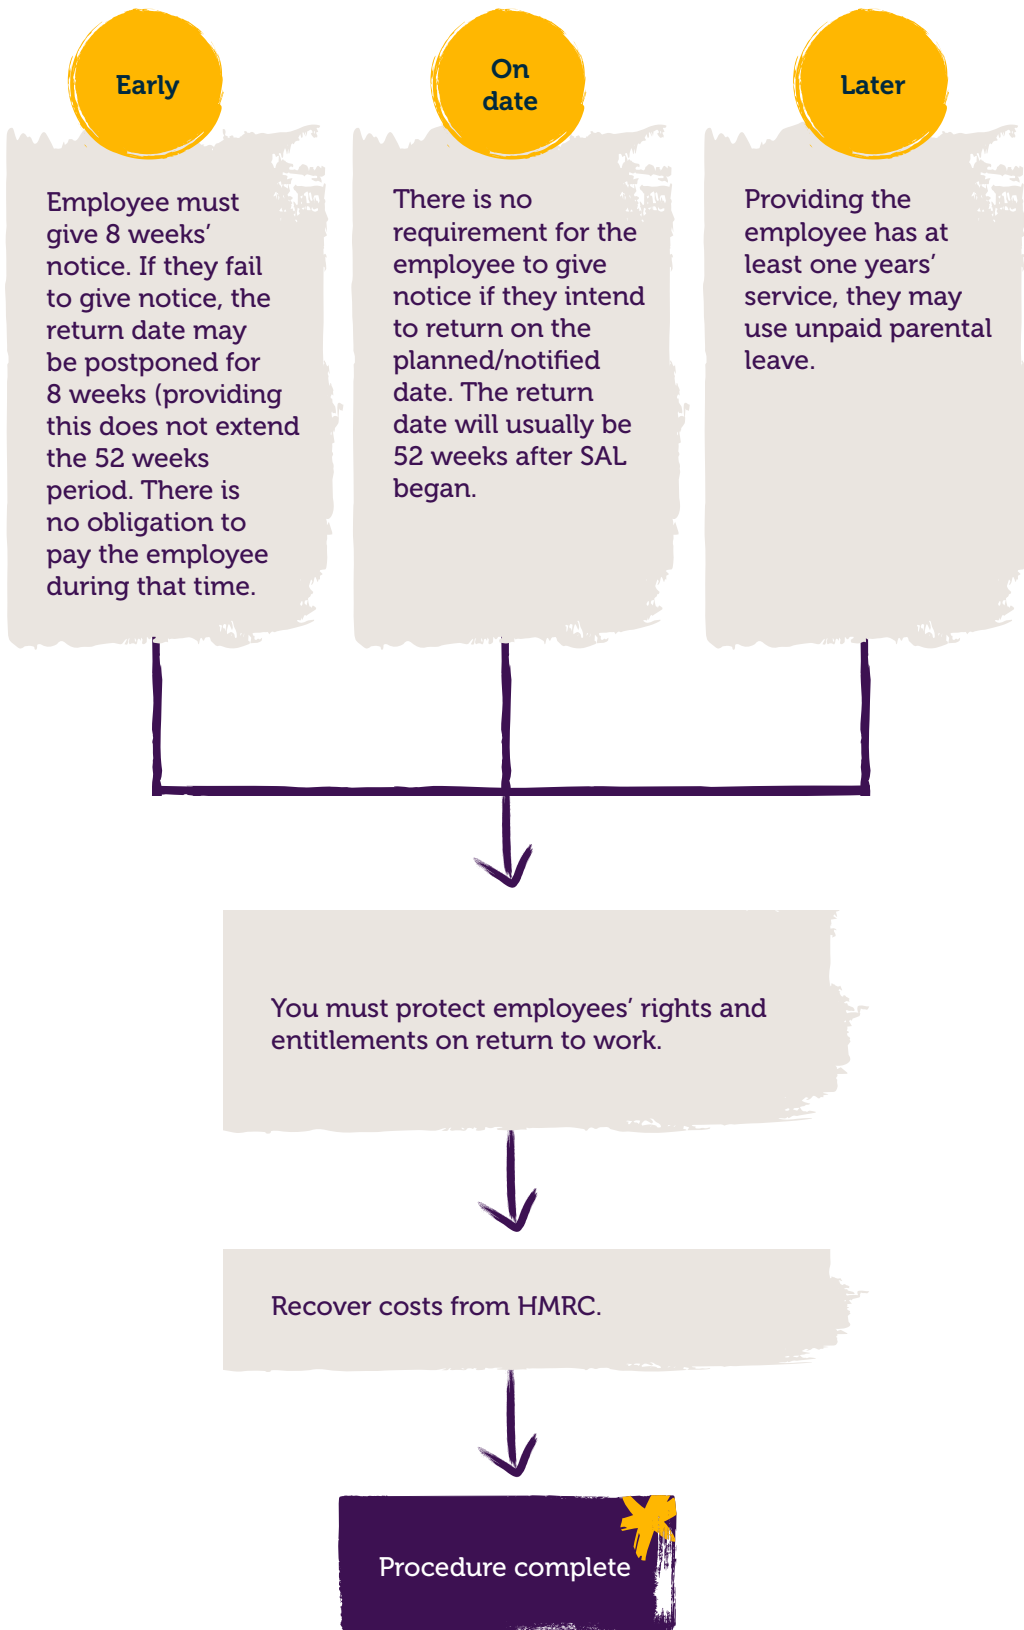 Early
Employee must
give 8 weeks’
notice. If they fail
to give notice, the
return date may
be postponed for
8 weeks (providing
this does not extend
the 52 weeks
period. There is
no obligation to
pay the employee
during that time.
On
date
There is no
requirement for the
employee to give
notice if they intend
to return on the
planned/notified
date. The return
date will usually be
52 weeks after SAL
began.
Later
Providing the
employee has at
least one years’
service, they may
use unpaid parental
leave.
You must protect employees’ rights and
entitlements on return to work.
Recover costs from HMRC.
Procedure complete